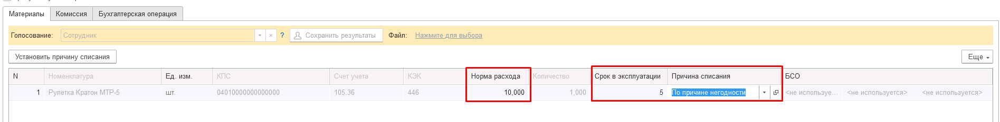 Материалы Комиссия Бухгалтерская операция
Голосование: Сотрудник ? Сохранить результаты Файл: Нажмите для выбора
Установить причину списания Еще
N Номенклатура Ед. изм. КПС Счет учета КЭК Норма расхода Количество Срок в эксплуатации Причина списания БСО
1 Рулетка Кратон МТР-5 шт. 04010000000000000 105.36 446 10,000 1,000 5 По причине негодности <не используе... <не используется> <не используется>